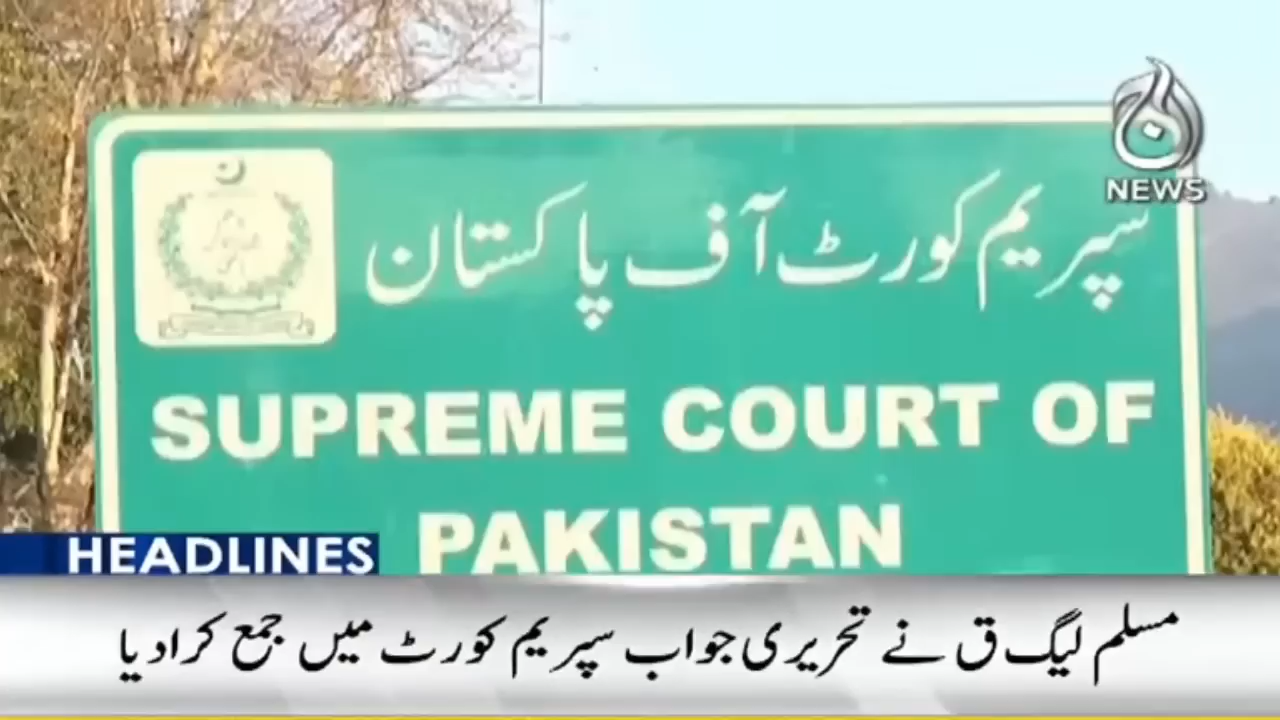 آج
NEWS
سپریم کورٹ آف پاکستان
SUPREME COURT OF
PAKISTAN
HEADLINES
مسلم لیگ ق نے تحریری جواب سپریم کورٹ میں جمع کرادیا